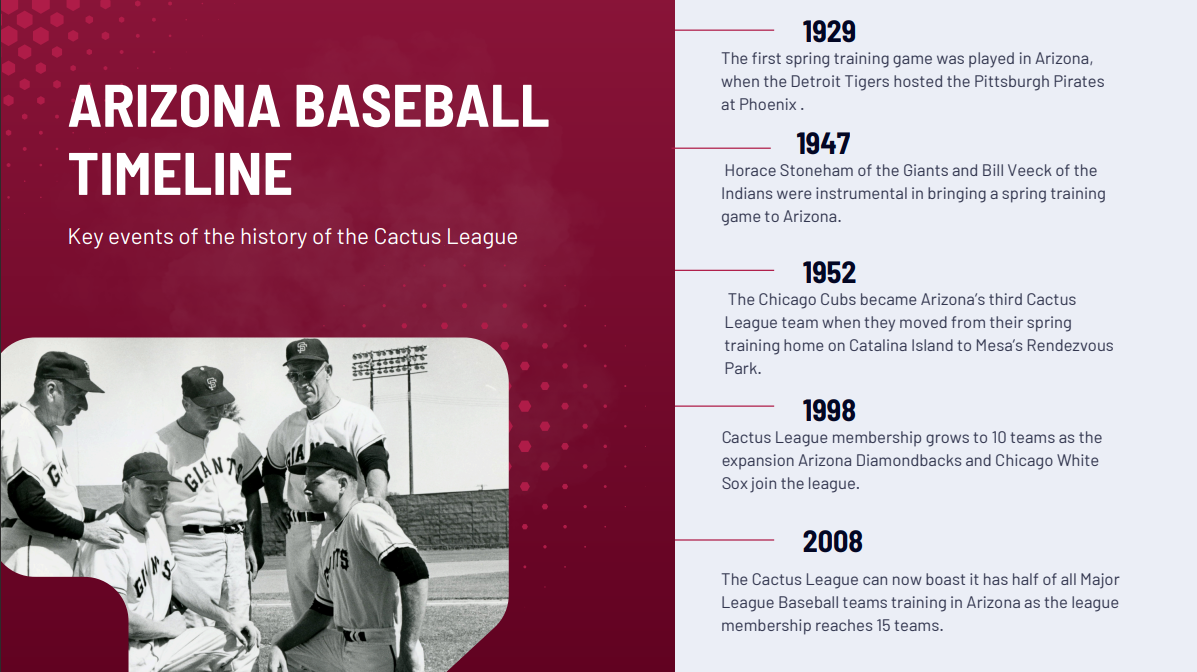 ARIZONA BASEBALL
TIMELINE
Key events of the history of the Cactus League
SF
SF
G
GIANTS
GIANTS
1929
The first spring training game was played in Arizona,
when the Detroit Tigers hosted the Pittsburgh Pirates
at Phoenix .
1947
Horace Stoneham of the Giants and Bill Veeck of the
Indians were instrumental in bringing a spring training
game to Arizona.
1952
The Chicago Cubs became Arizona’s third Cactus
League team when they moved from their spring
training home on Catalina Island to Mesa’s Rendezvous
Park.
1998
Cactus League membership grows to 10 teams as the
expansion Arizona Diamondbacks and Chicago White
Sox join the league.
2008
The Cactus League can now boast it has half of all Major
League Baseball teams training in Arizona as the league
membership reaches 15 teams.